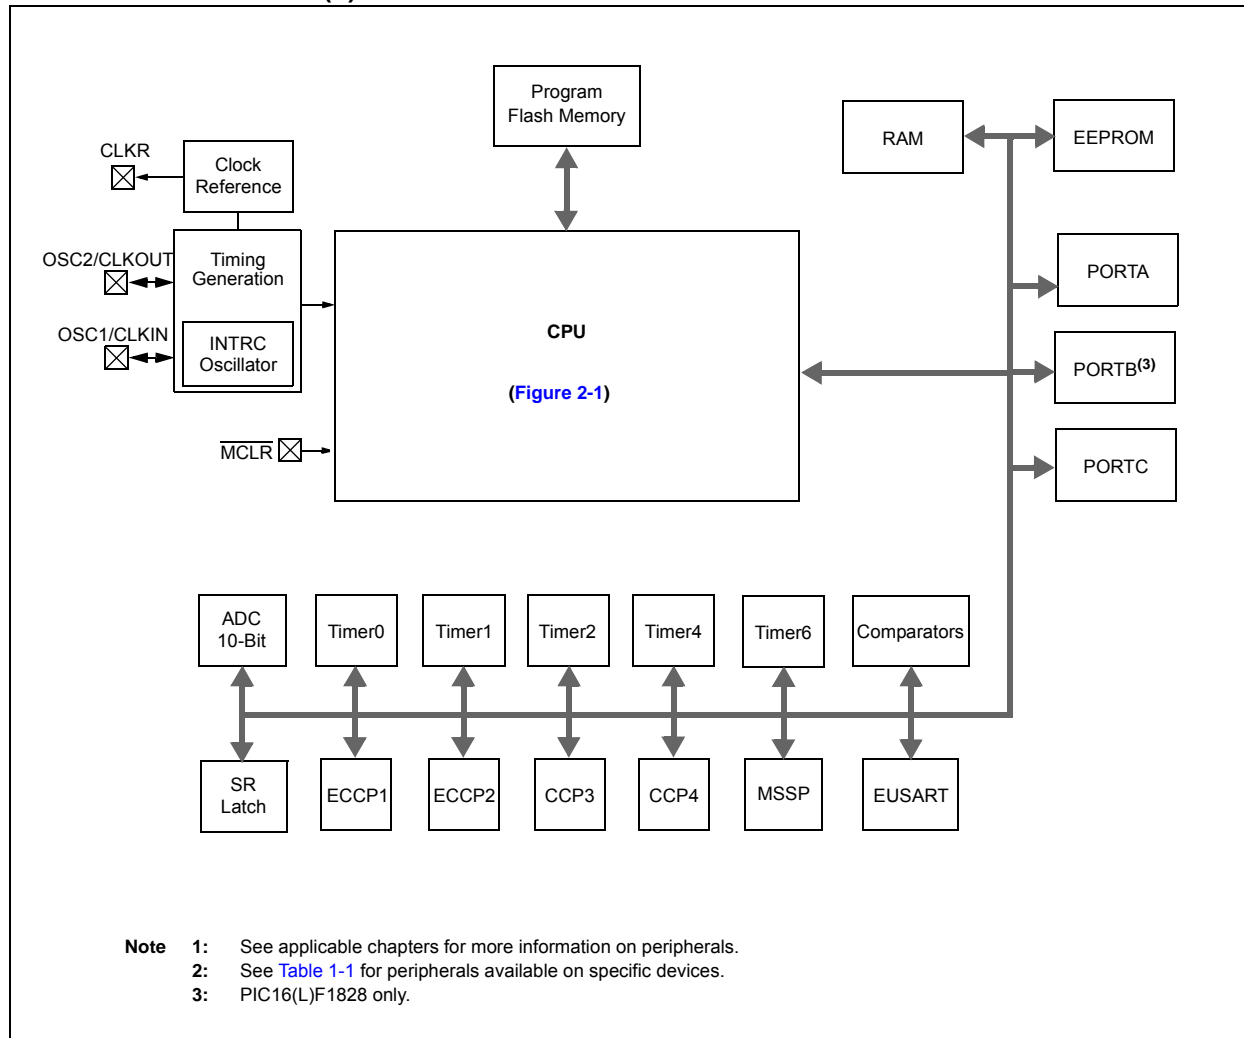 Program
Flash Memory
RAM
EEPROM
CLKR
Clock
Reference
OSC2/CLKOUT
Timing
Generation
PORTA
OSC1/CLKIN
INTRC
Oscillator
CPU
(Figure 2-1)
PORTB(3)
MCLR
PORTC
ADC
10-Bit
Timer0
Timer1
Timer2
Timer4
Timer6
Comparators
SR
Latch
ECCP1
ECCP2
CCP3
CCP4
MSSP
EUSART
Note 1: See applicable chapters for more information on peripherals.
2: See Table 1-1 for peripherals available on specific devices.
3: PIC16(L)F1828 only.